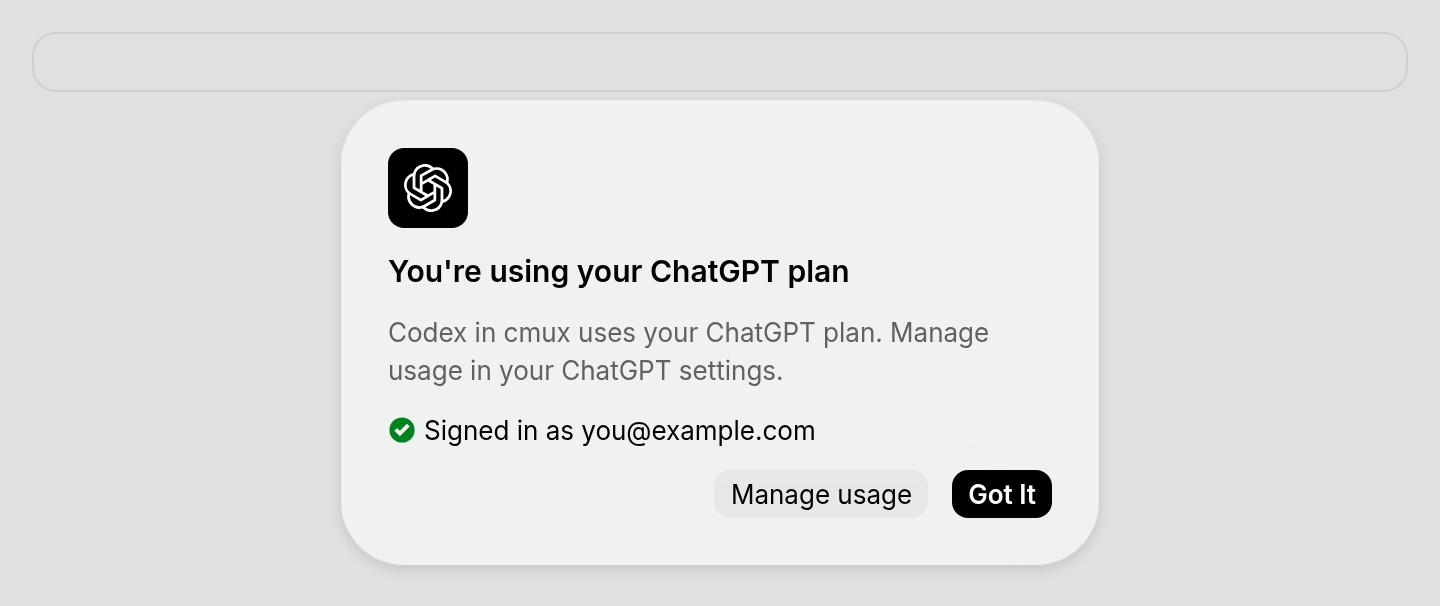 You're using your ChatGPT plan
Codex in cmux uses your ChatGPT plan. Manage
usage in your ChatGPT settings.
Signed in as you@example.com
Manage usage
Got It